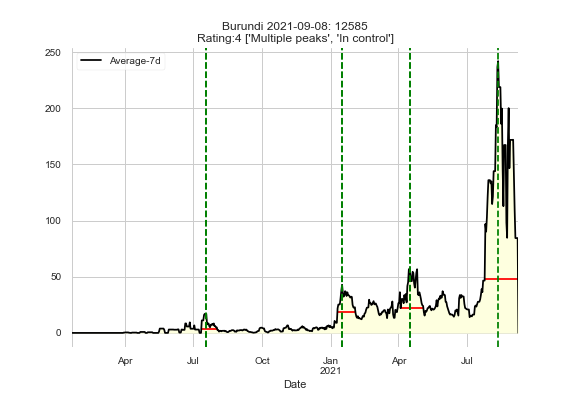 Burundi 2021-09-08: 12585
Rating:4 ['Multiple peaks', 'In control']
Average-7d
250
200
150
100
50
0
Apr Jul Oct Jan Apr Jul
2021
Date